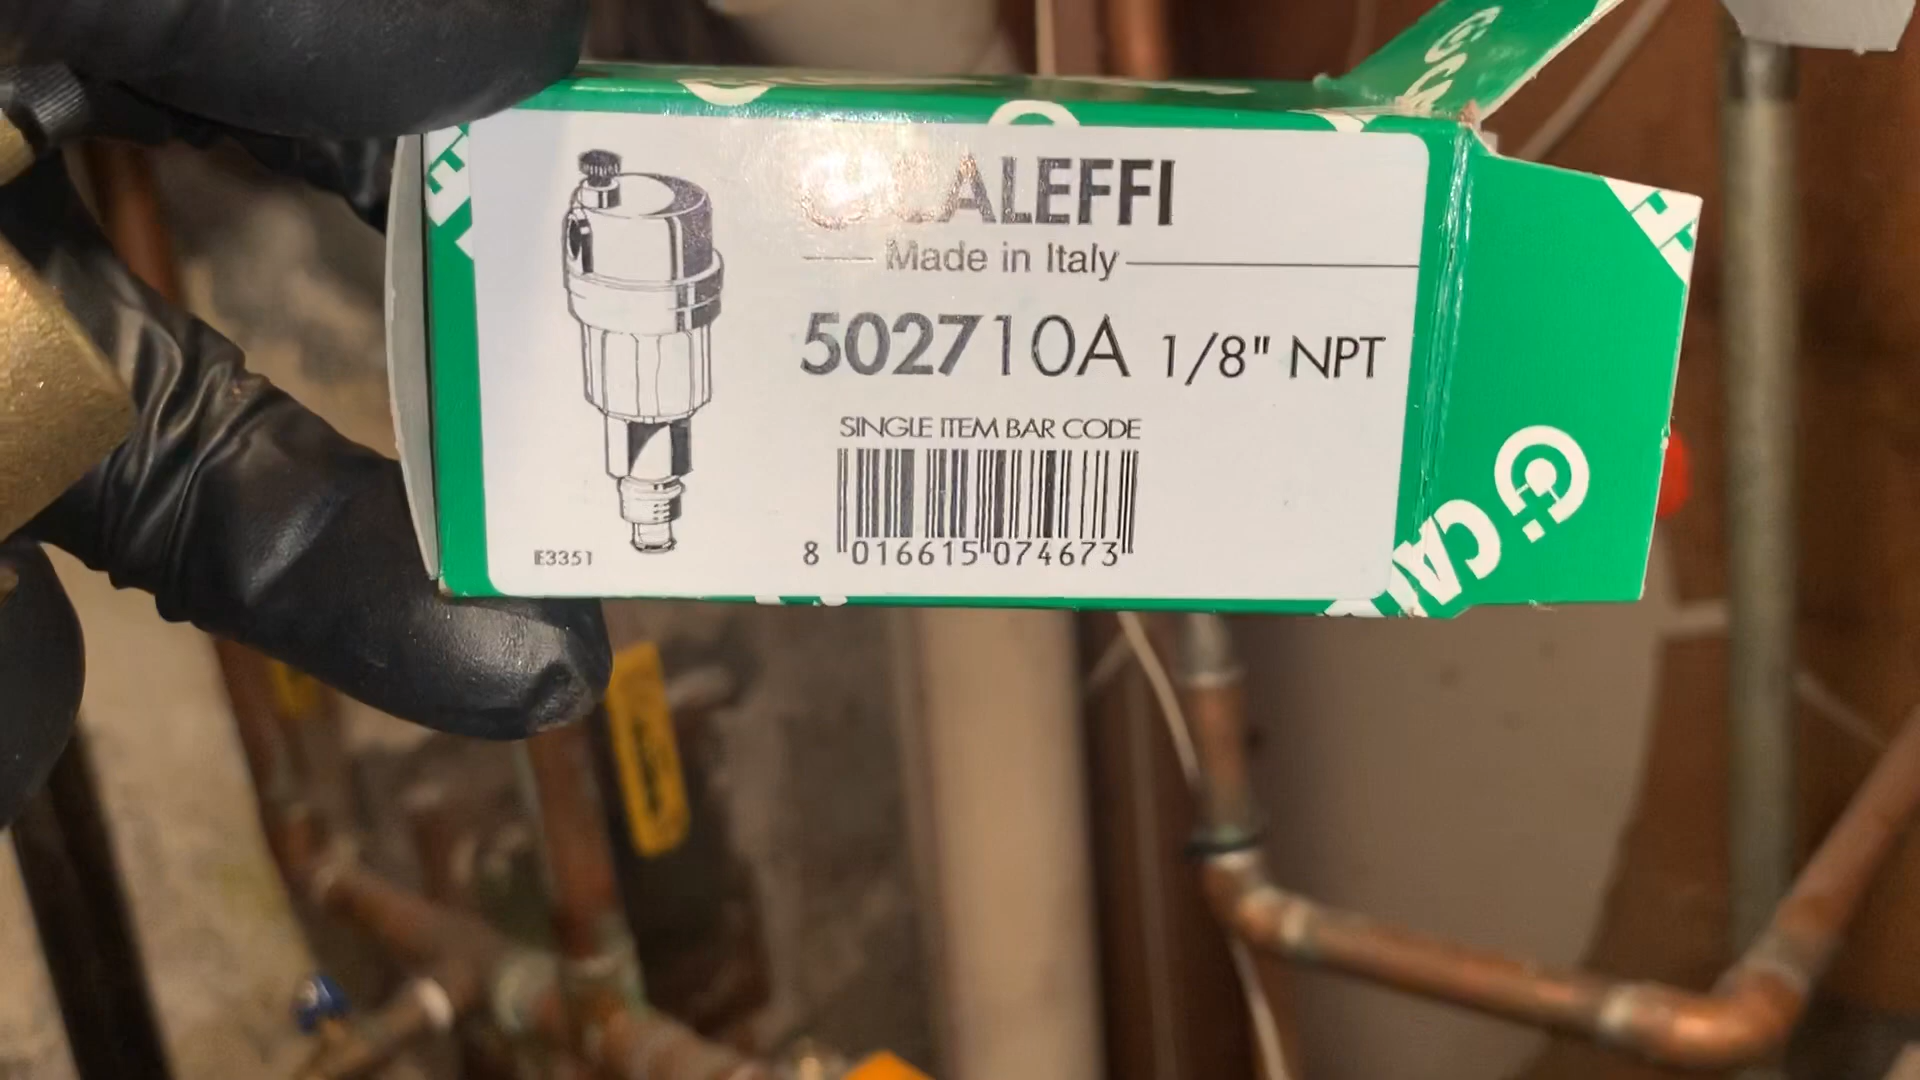 CALEFFI
Made in Italy
502710A 1/8" NPT
SINGLE ITEM BAR CODE
8 016615 074673
E3351